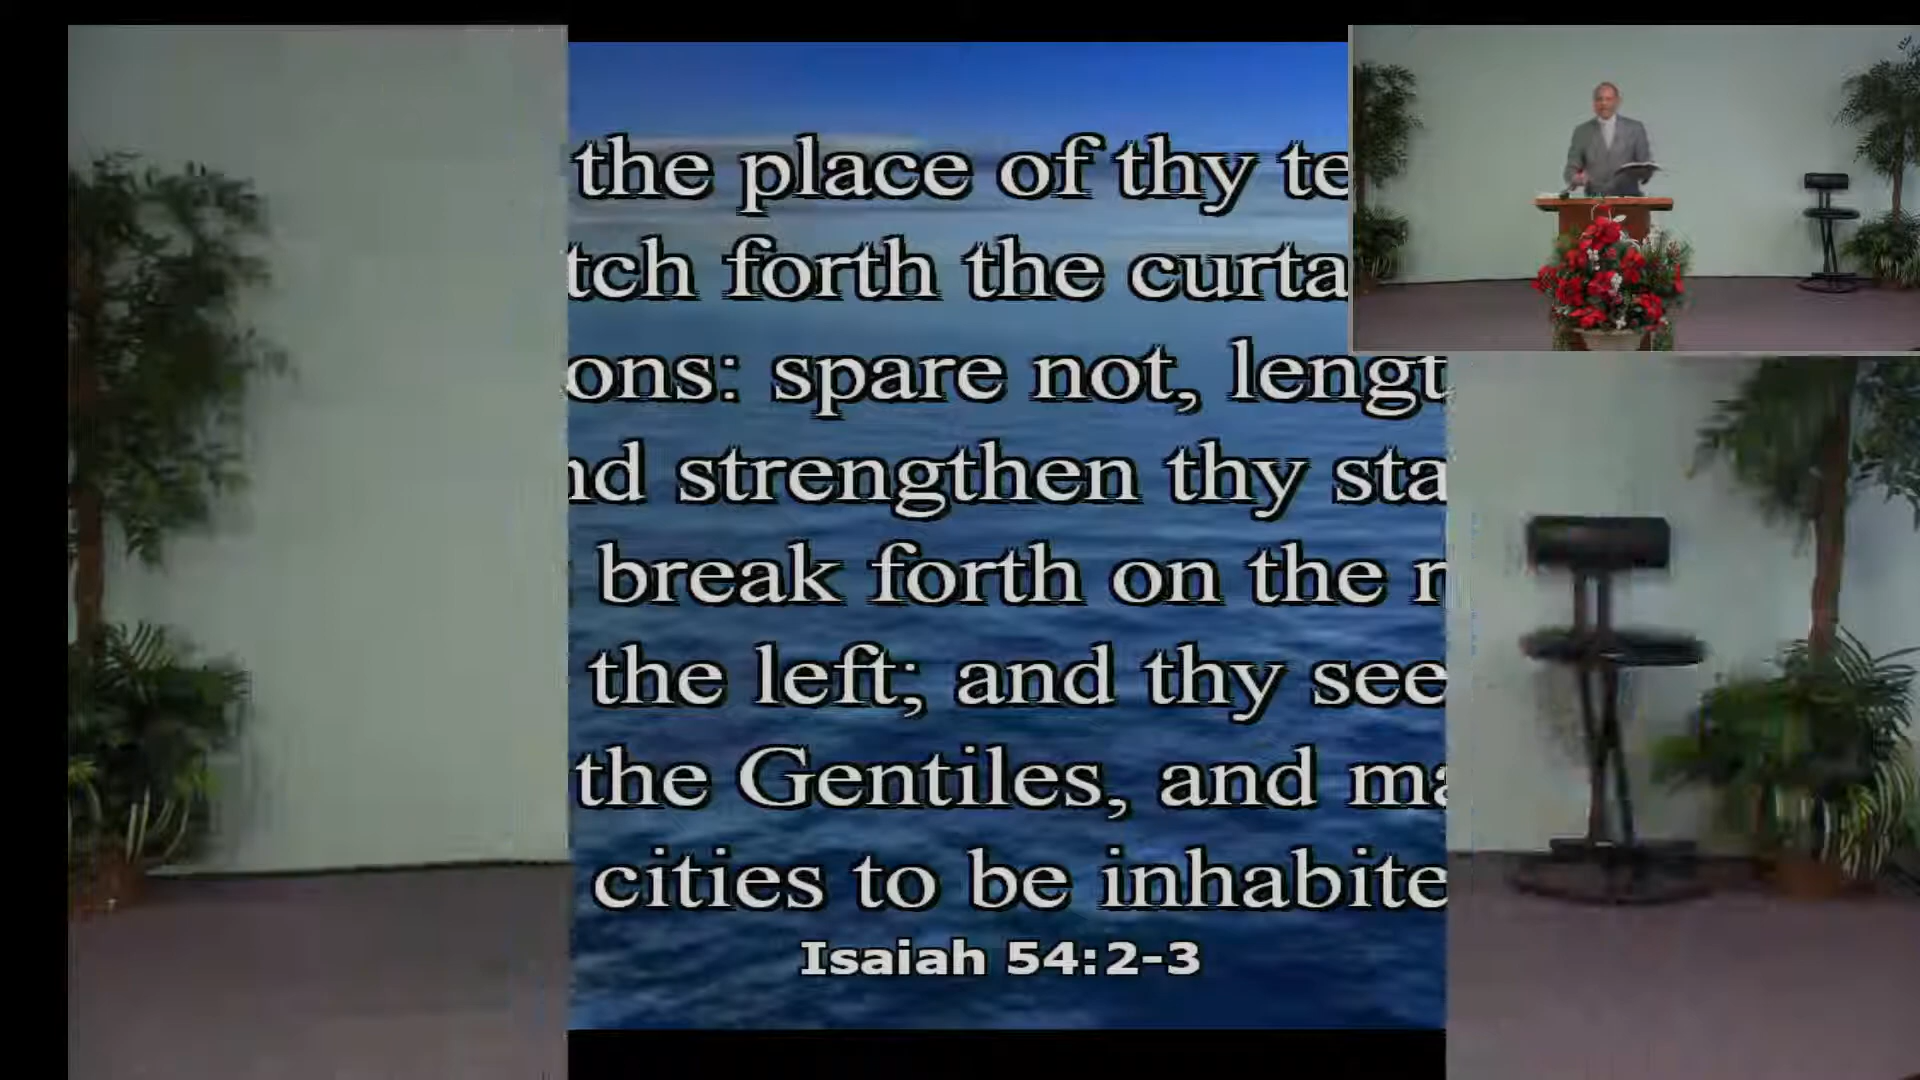 the place of thy te
tch forth the curta
ons: spare not, lengt
nd strengthen thy sta
break forth on the r
the left; and thy see
the Gentiles, and ma
cities to be inhabite
Isaiah 54:2-3